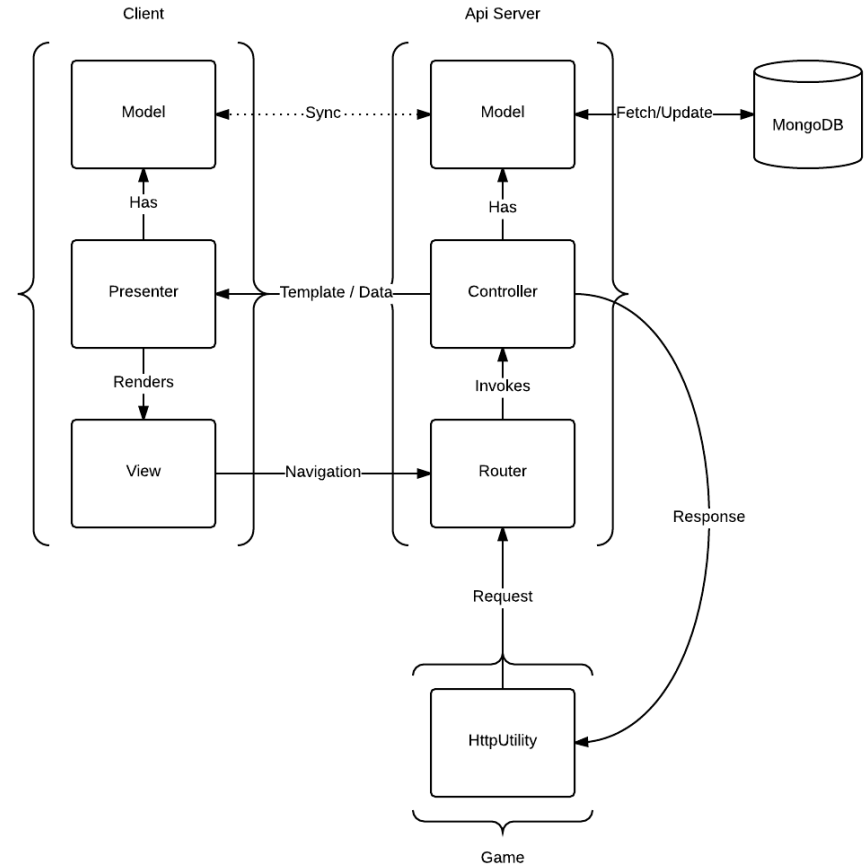 Client
Api Server
Model
Sync
Model
Fetch/Update
MongoDB
Has
Has
Presenter
Template / Data
Controller
Renders
Invokes
View
Navigation
Router
Response
Request
HttpUtility
Game